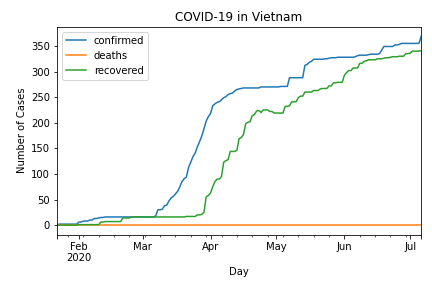 COVID-19 in Vietnam
confirmed
deaths
recovered
Number of Cases
350
300
250
200
150
100
50
0
Feb
2020
Mar
Apr
May
Jun
Jul
Day